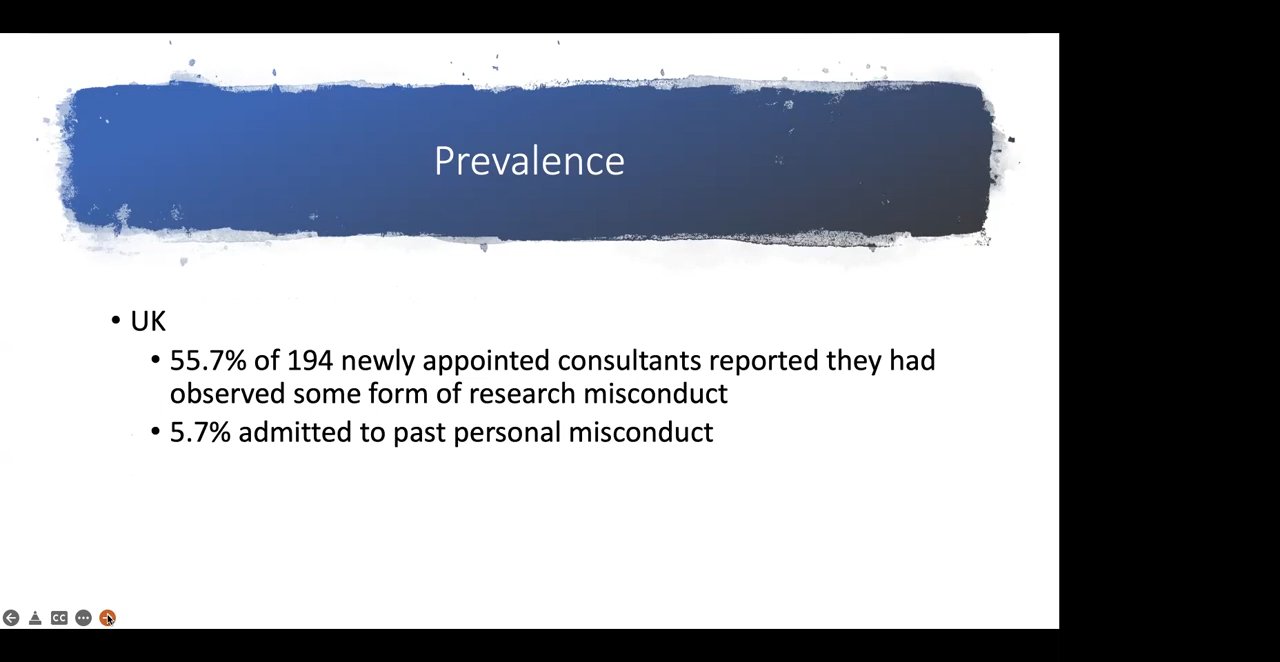 Prevalence
• UK
• 55.7% of 194 newly appointed consultants reported they had
observed some form of research misconduct
• 5.7% admitted to past personal misconduct
CC